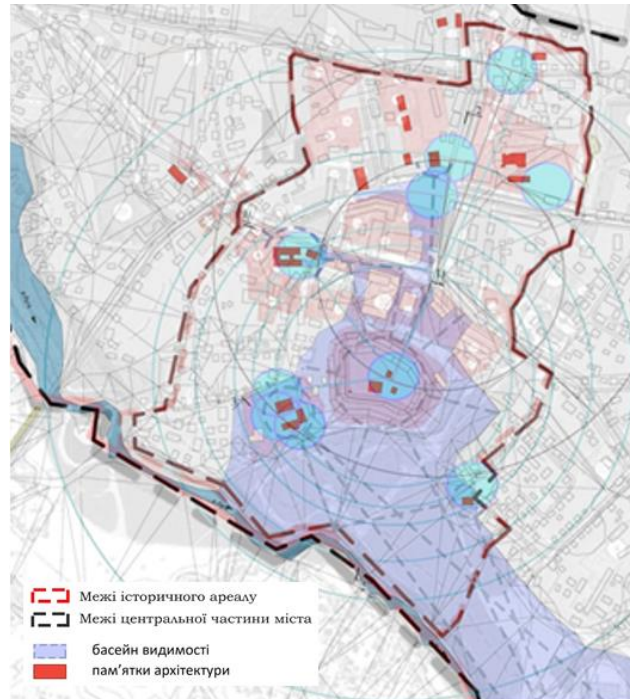 Межі історичного ареалу
Межі центральної частини міста
басейн видимості
пам'ятки архітектури